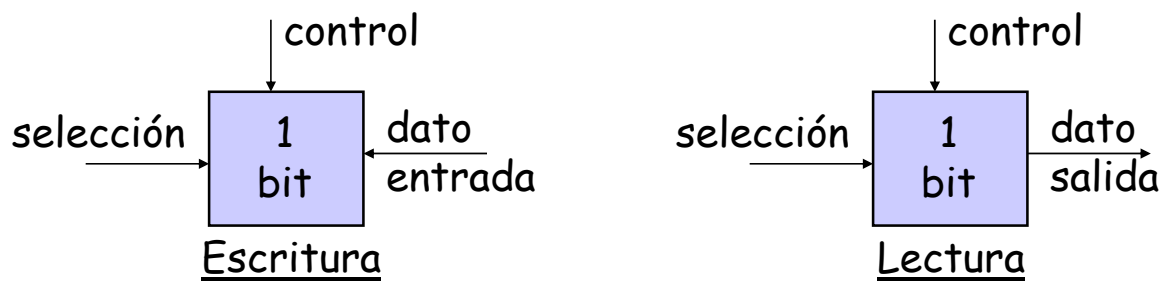 control
selección
1
bit
dato
entrada
Escritura
control
selección
1
bit
dato
salida
Lectura